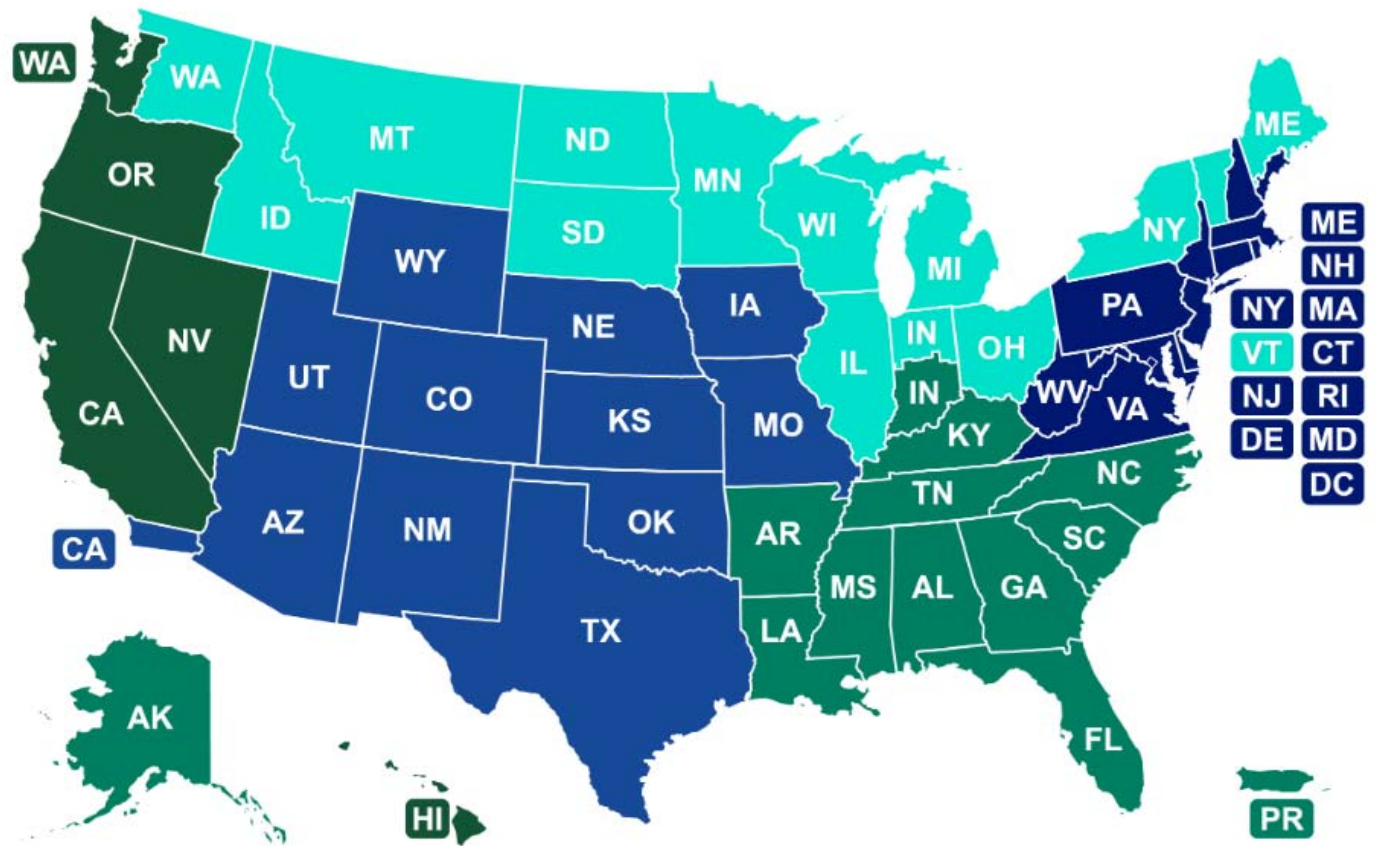 WA
WA
MT
ND
MN
ME
OR
ID
SD
WI
NY
MI
WY
IA
PA
NE
IN
OH
NV
UT
CO
IL
IN
WV
VA
CA
KS
MO
KY
NC
TN
AZ
NM
OK
AR
SC
CA
MS
AL
GA
TX
LA
AK
FL
HI
PR
ME
NH
NY MA
VT CT
NJ RI
DE MD
DC